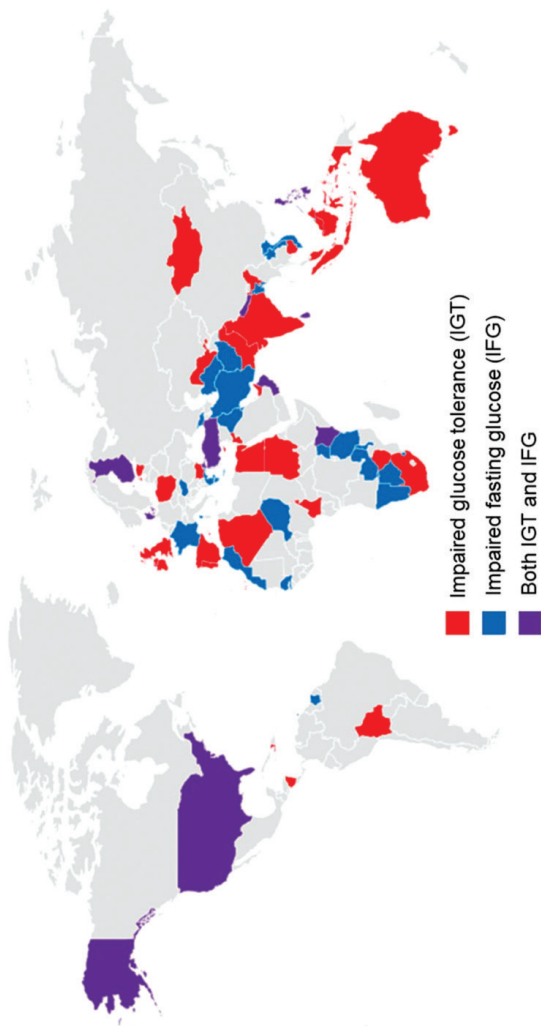 Impaired glucose tolerance (IGT)
Impaired fasting glucose (IFG)
Both IGT and IFG